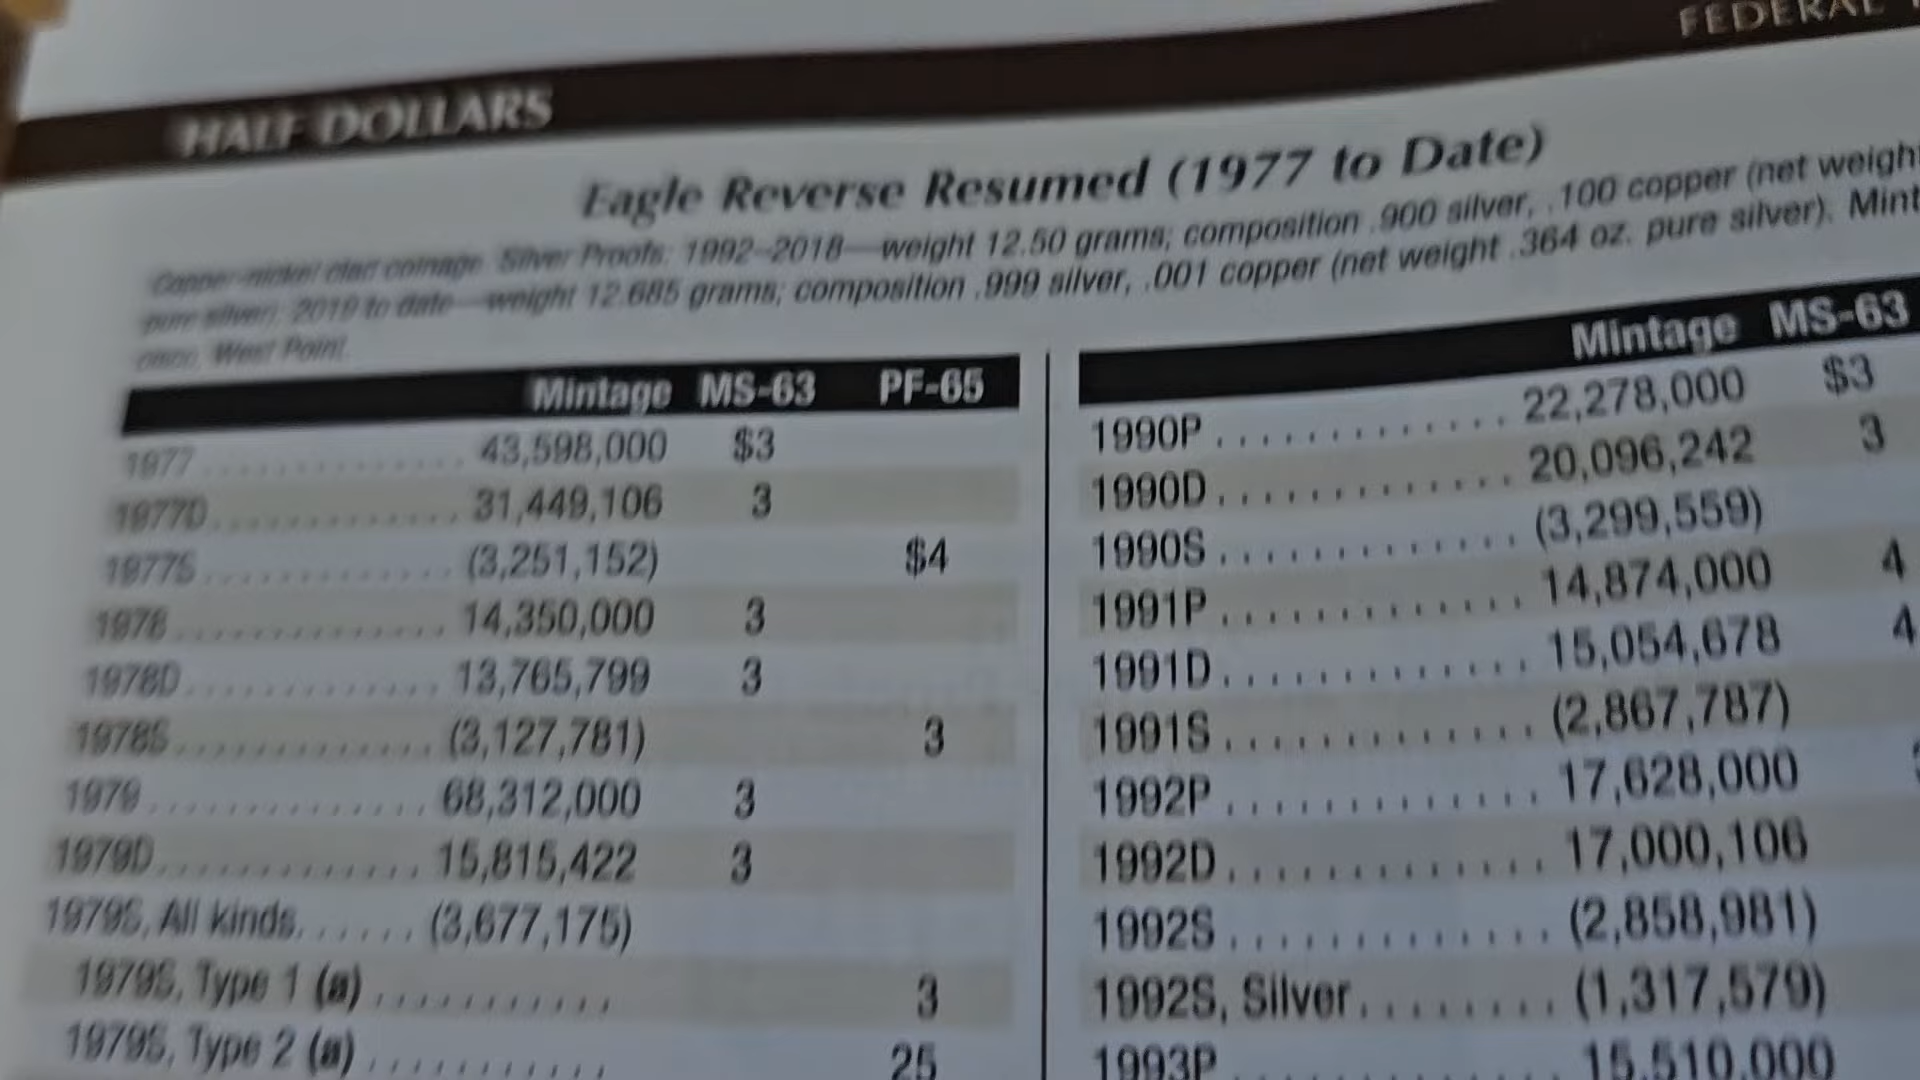 FEDERAL
HALF DOLLARS
Eagle Reverse Resumed (1977 to Date)
Copper-nickel clad coinage. Silver Proofs: 1992–2018—weight 12.50 grams; composition .900 silver, .100 copper (net weight
pure silver); 2019 to date—weight 12.685 grams; composition .999 silver, .001 copper (net weight .364 oz. pure silver). Mint
West Point.
Mintage MS-63 PF-65
1977 . . . . . . . . . . . . . . 43,598,000 $3
1977D . . . . . . . . . . . . . 31,449,106 3
1977S . . . . . . . . . . . . . (3,251,152) $4
1978 . . . . . . . . . . . . . . 14,350,000 3
1978D . . . . . . . . . . . . . 13,765,799 3
1978S . . . . . . . . . . . . . (3,127,781) 3
1979 . . . . . . . . . . . . . . 68,312,000 3
1979D . . . . . . . . . . . . . 15,815,422 3
1979S, All kinds. . . . . . . (3,677,175)
1979S, Type 1 (a) . . . . . . . . . . . 3
1979S, Type 2 (a) . . . . . . . . . . . 25
Mintage MS-63
1990P . . . . . . . . . . . . . 22,278,000 $3
1990D . . . . . . . . . . . . . 20,096,242 3
1990S . . . . . . . . . . . . . (3,299,559)
1991P . . . . . . . . . . . . . 14,874,000 4
1991D . . . . . . . . . . . . . 15,054,678 4
1991S . . . . . . . . . . . . . (2,867,787)
1992P . . . . . . . . . . . . . 17,628,000
1992D . . . . . . . . . . . . . 17,000,106
1992S . . . . . . . . . . . . . (2,858,981)
1992S, Silver. . . . . . . . (1,317,579)
1993P . . . . . . . . . . . . . 15,510,000